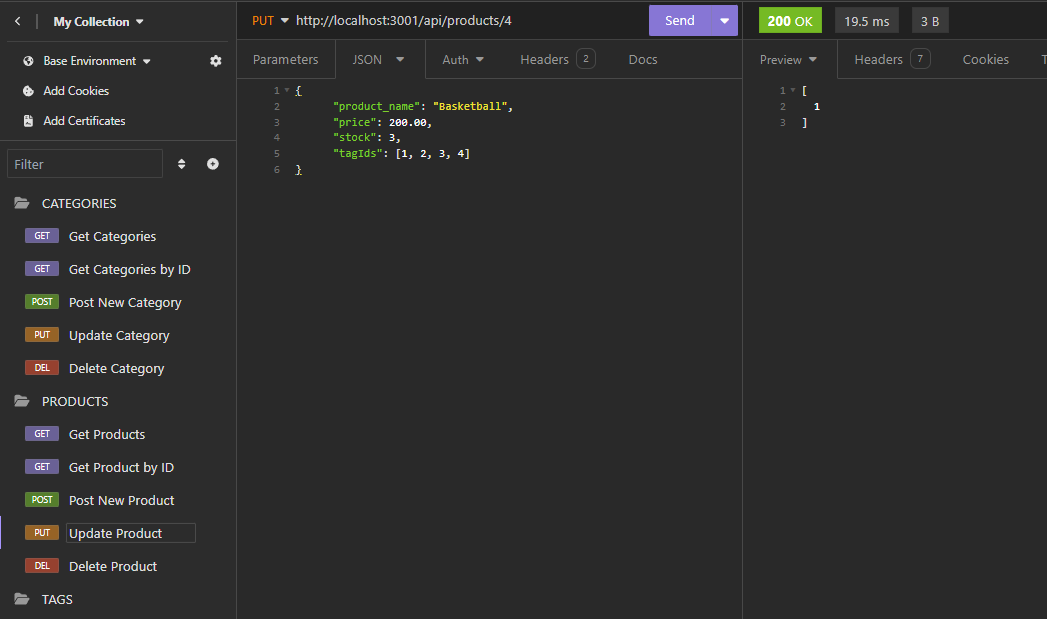 My Collection
Base Environment
Add Cookies
Add Certificates
Filter
CATEGORIES
GET Get Categories
GET Get Categories by ID
POST Post New Category
PUT Update Category
DEL Delete Category
PRODUCTS
GET Get Products
GET Get Product by ID
POST Post New Product
PUT Update Product
DEL Delete Product
TAGS
PUT http://localhost:3001/api/products/4 Send
Parameters JSON Auth Headers 2 Docs
1 {
2 "product_name": "Basketball",
3 "price": 200.00,
4 "stock": 3,
5 "tagIds": [1, 2, 3, 4]
6 }
200 OK 19.5 ms 3 B
Preview Headers 7 Cookies
1 [
2 1
3 ]